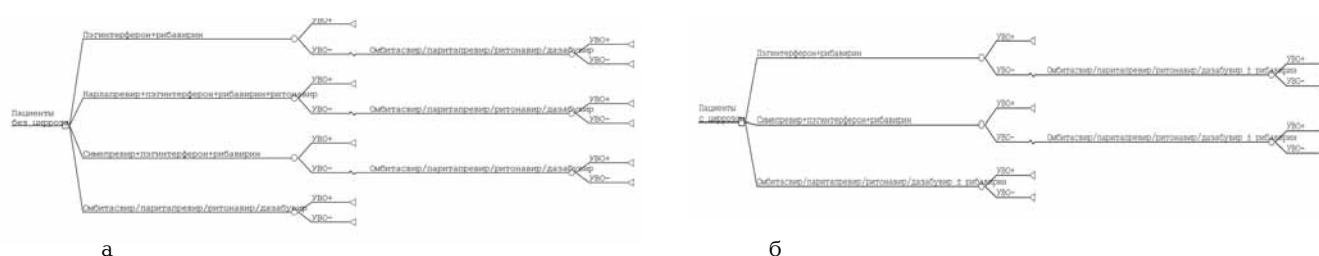 УВО+
Пэгинтерферон+рибавирин
УВО−
Омбитасвир/паритапревир/ритонавир/дазабувир
УВО+
УВО−
УВО+
Нарлапревир+пэгинтерферон+рибавирин+ритонавир
УВО−
Омбитасвир/паритапревир/ритонавир/дазабувир
УВО+
УВО−
Пациенты
без цирроза
УВО+
Симепревир+пэгинтерферон+рибавирин
УВО−
Омбитасвир/паритапревир/ритонавир/дазабувир
УВО+
УВО−
УВО+
Омбитасвир/паритапревир/ритонавир/дазабувир
УВО−
а
УВО+
Пэгинтерферон+рибавирин
УВО−
Омбитасвир/паритапревир/ритонавир/дазабувир ± рибавирин
УВО+
УВО−
Пациенты
с циррозом
УВО+
Симепревир+пэгинтерферон+рибавирин
УВО−
Омбитасвир/паритапревир/ритонавир/дазабувир ± рибавирин
УВО+
УВО−
УВО+
Омбитасвир/паритапревир/ритонавир/дазабувир ± рибавирин
УВО−
б